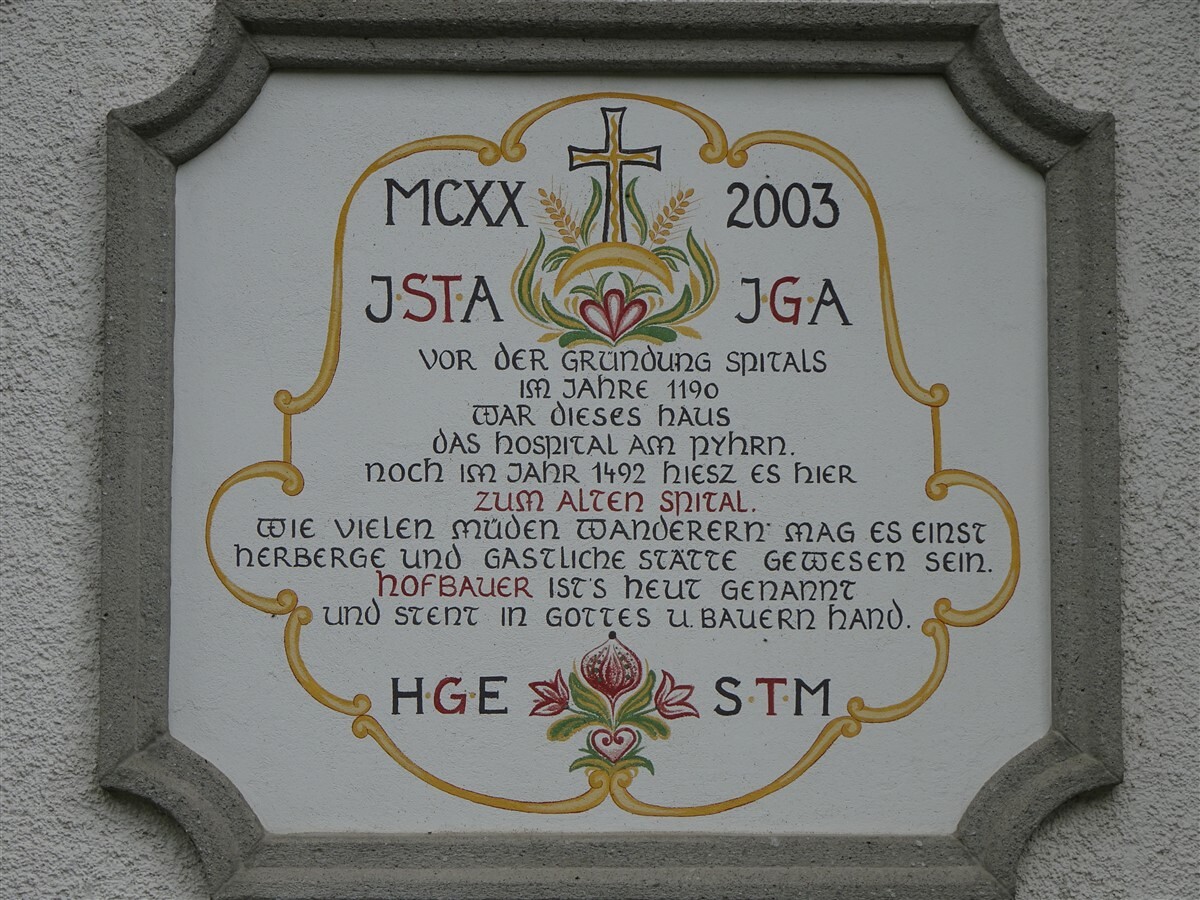 MCXX 2003
J·ST·A J·G·A
VOR DER GRÜNDUNG SPITALS
IM JAHRE 1190
WAR DIESES HAUS
DAS HOSPITAL AM PYHRN.
NOCH IM JAHR 1492 HIESZ ES HIER
ZUM ALTEN SPITAL.
WIE VIELEN MÜDEN WANDERERN MAG ES EINST
HERBERGE UND GASTLICHE STÄTTE GEWESEN SEIN.
HOFBAUER IST'S HEUT GENANNT
UND STENT IN GOTTES U. BAUERN HAND.
H·G·E S·T·M